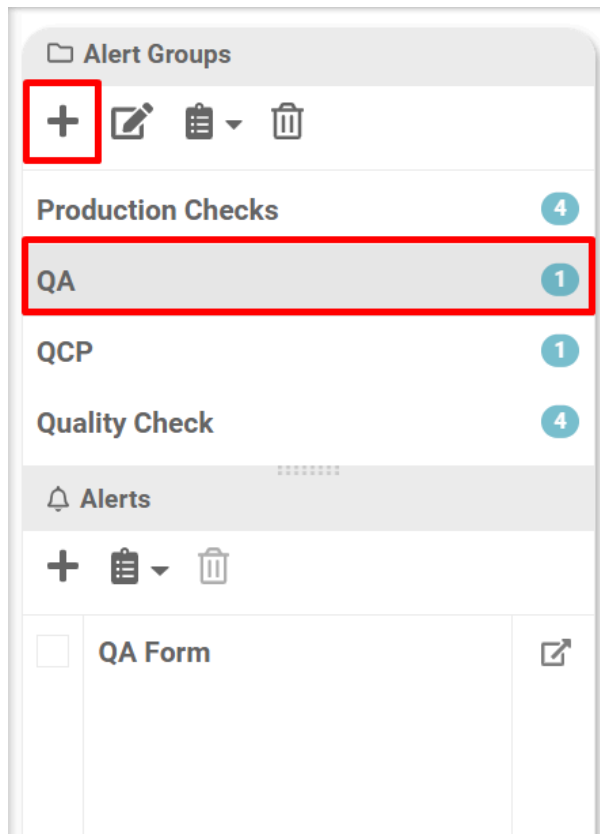 Alert Groups
Production Checks 4
QA 1
QCP 1
Quality Check 4
Alerts
QA Form